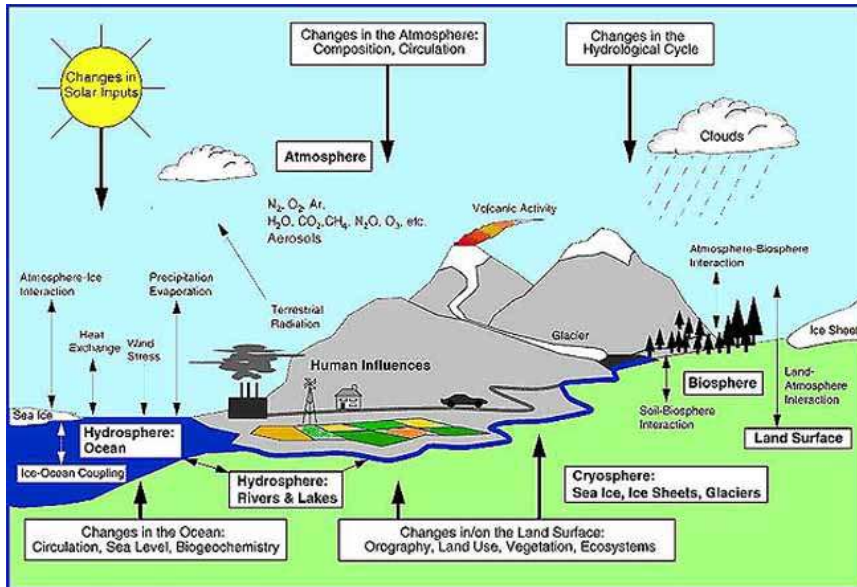 Changes in the Atmosphere:
Composition, Circulation
Changes in the
Hydrological Cycle
Changes in
Solar Inputs
Clouds
Atmosphere
N2, O2, Ar,
H2O, CO2, CH4, N2O, O3, etc.
Aerosols
Volcanic Activity
Atmosphere-Biosphere
Interaction
Atmosphere-Ice
Interaction
Precipitation
Evaporation
Terrestrial
Radiation
Heat
Exchange
Wind
Stress
Glacier
Ice Sheet
Human Influences
Biosphere
Land-
Atmosphere
Interaction
Soil-Biosphere
Interaction
Sea Ice
Hydrosphere:
Ocean
Land Surface
Ice-Ocean Coupling
Hydrosphere:
Rivers & Lakes
Cryosphere:
Sea Ice, Ice Sheets, Glaciers
Changes in the Ocean:
Circulation, Sea Level, Biogeochemistry
Changes in/on the Land Surface:
Orography, Land Use, Vegetation, Ecosystems